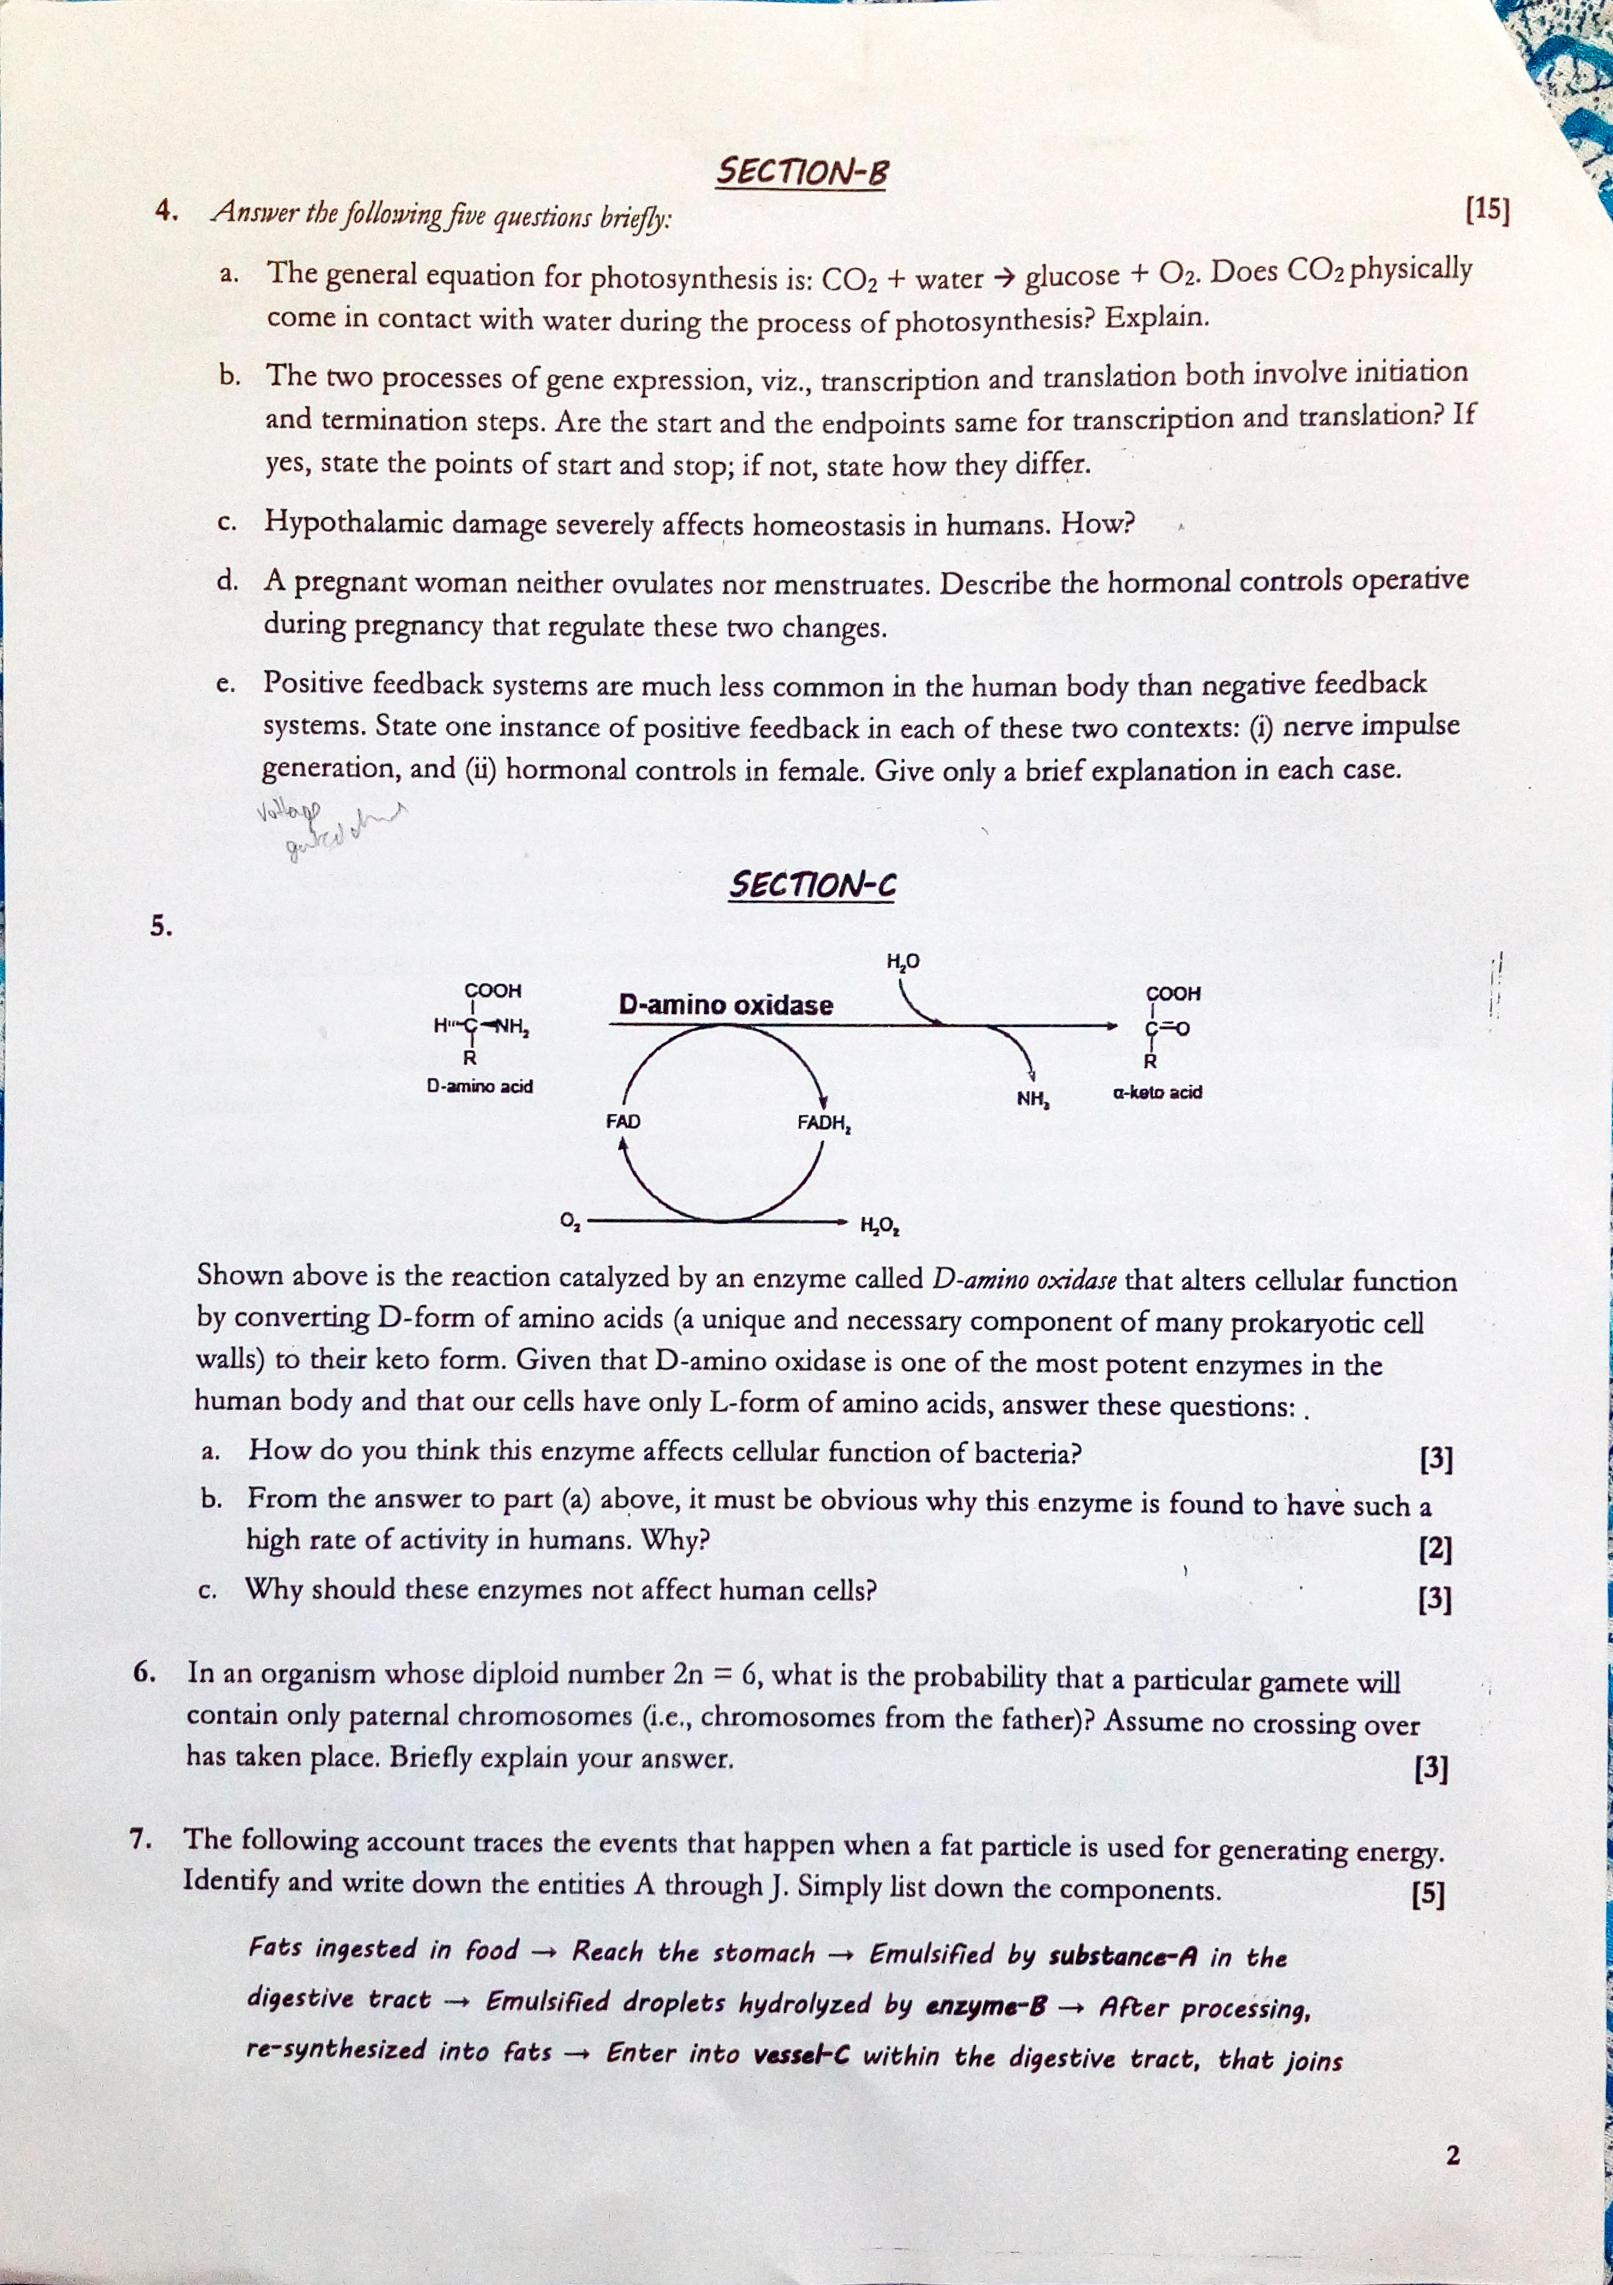 SECTION-B
4. Answer the following five questions briefly: [15]
a. The general equation for photosynthesis is: CO₂ + water → glucose + O₂. Does CO₂ physically
come in contact with water during the process of photosynthesis? Explain.
b. The two processes of gene expression, viz., transcription and translation both involve initiation
and termination steps. Are the start and the endpoints same for transcription and translation? If
yes, state the points of start and stop; if not, state how they differ.
c. Hypothalamic damage severely affects homeostasis in humans. How?
d. A pregnant woman neither ovulates nor menstruates. Describe the hormonal controls operative
during pregnancy that regulate these two changes.
e. Positive feedback systems are much less common in the human body than negative feedback
systems. State one instance of positive feedback in each of these two contexts: (i) nerve impulse
generation, and (ii) hormonal controls in female. Give only a brief explanation in each case.
voltage
gated
SECTION-C
5.
H₂O
COOH
D-amino oxidase
COOH
H C NH₂
C=O
R
R
D-amino acid
NH₃
α-keto acid
FAD
FADH₂
O₂
H₂O₂
Shown above is the reaction catalyzed by an enzyme called D-amino oxidase that alters cellular function
by converting D-form of amino acids (a unique and necessary component of many prokaryotic cell
walls) to their keto form. Given that D-amino oxidase is one of the most potent enzymes in the
human body and that our cells have only L-form of amino acids, answer these questions:
a. How do you think this enzyme affects cellular function of bacteria? [3]
b. From the answer to part (a) above, it must be obvious why this enzyme is found to have such a
high rate of activity in humans. Why? [2]
c. Why should these enzymes not affect human cells? [3]
6. In an organism whose diploid number 2n = 6, what is the probability that a particular gamete will
contain only paternal chromosomes (i.e., chromosomes from the father)? Assume no crossing over
has taken place. Briefly explain your answer. [3]
7. The following account traces the events that happen when a fat particle is used for generating energy.
Identify and write down the entities A through J. Simply list down the components. [5]
Fats ingested in food → Reach the stomach → Emulsified by substance-A in the
digestive tract → Emulsified droplets hydrolyzed by enzyme-B → After processing,
re-synthesized into fats → Enter into vessel-C within the digestive tract, that joins
2